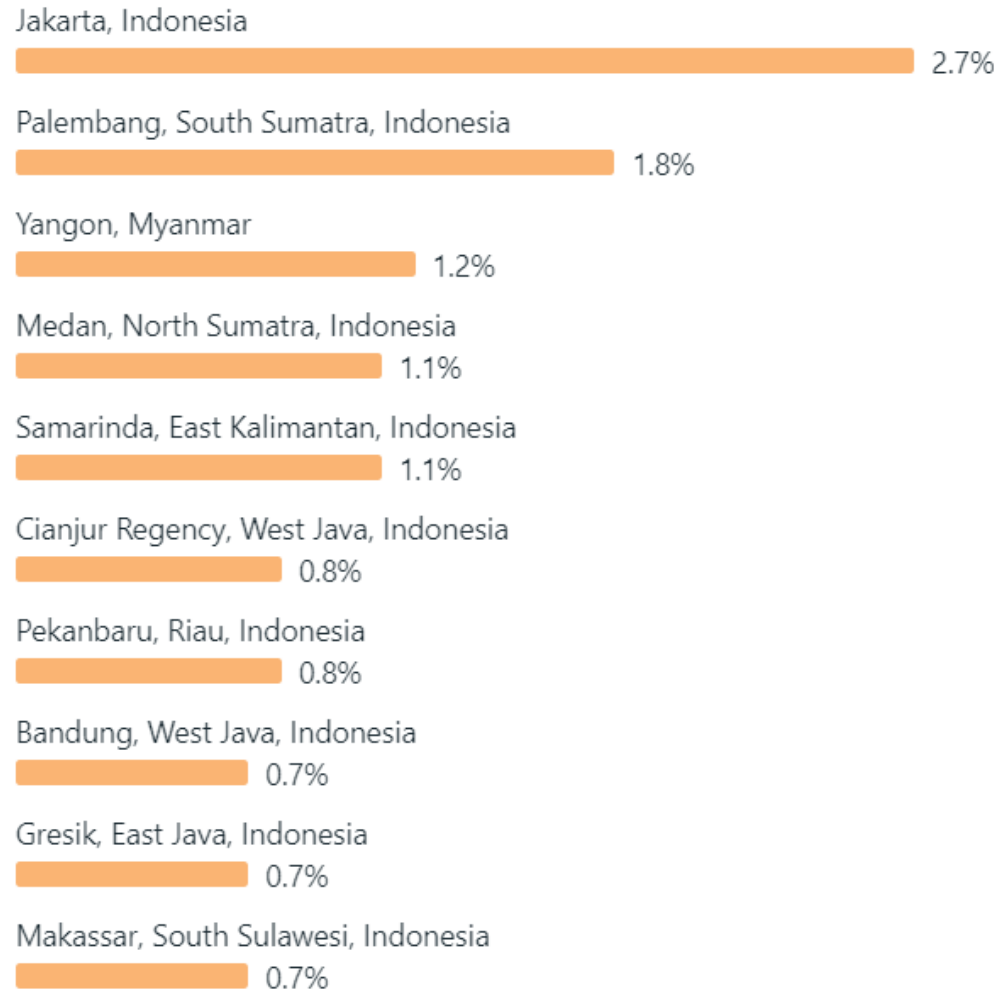 Jakarta, Indonesia
2.7%
Palembang, South Sumatra, Indonesia
1.8%
Yangon, Myanmar
1.2%
Medan, North Sumatra, Indonesia
1.1%
Samarinda, East Kalimantan, Indonesia
1.1%
Cianjur Regency, West Java, Indonesia
0.8%
Pekanbaru, Riau, Indonesia
0.8%
Bandung, West Java, Indonesia
0.7%
Gresik, East Java, Indonesia
0.7%
Makassar, South Sulawesi, Indonesia
0.7%